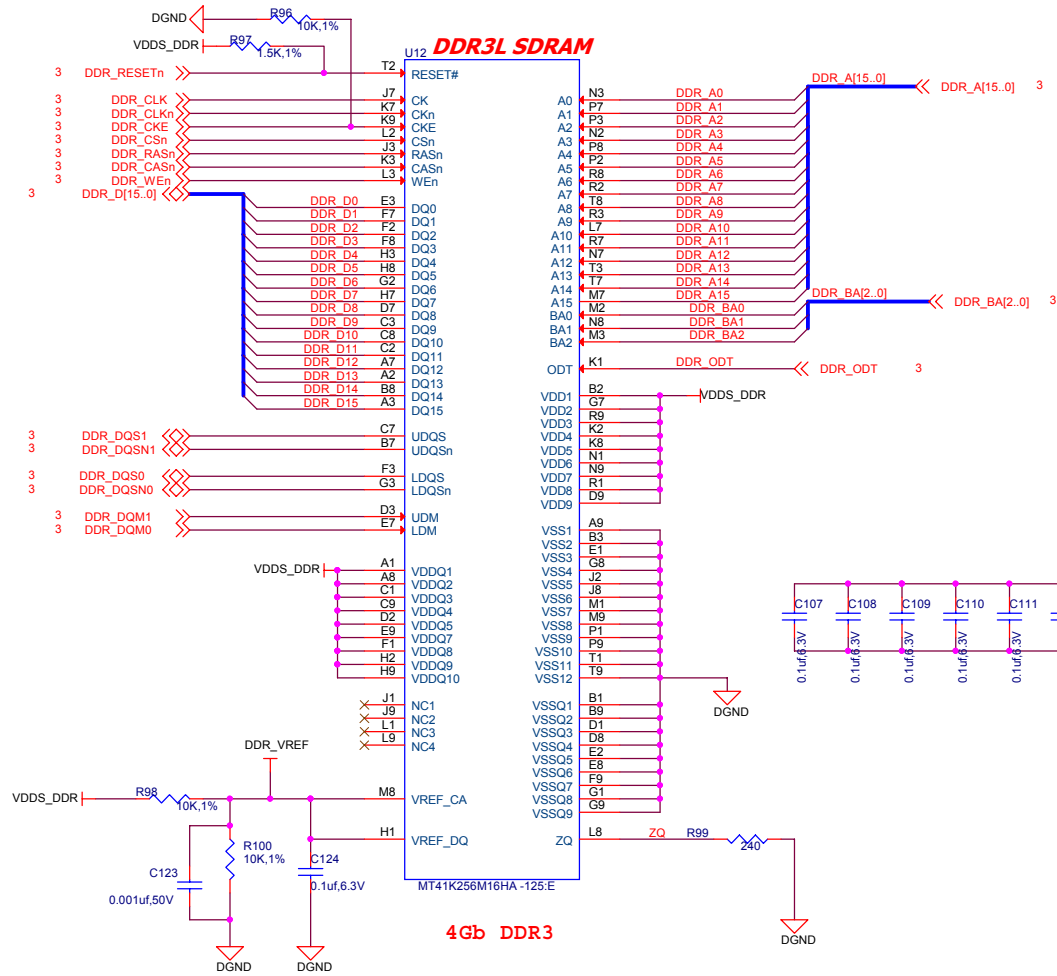 DDR3L SDRAM
U12
DGND
R96
10K,1%
VDDS_DDR
R97
1.5K,1%
3 DDR_RESETn T2 RESET#
3 DDR_CLK J7 CK
3 DDR_CLKn K7 CKn
3 DDR_CKE K9 CKE
3 DDR_CSn L2 CSn
3 DDR_RASn J3 RASn
3 DDR_CASn K3 CASn
3 DDR_WEn L3 WEn
3 DDR_D[15..0]
DDR_D0 E3 DQ0
DDR_D1 F7 DQ1
DDR_D2 F2 DQ2
DDR_D3 F8 DQ3
DDR_D4 H3 DQ4
DDR_D5 H8 DQ5
DDR_D6 G2 DQ6
DDR_D7 H7 DQ7
DDR_D8 D7 DQ8
DDR_D9 C3 DQ9
DDR_D10 C8 DQ10
DDR_D11 C2 DQ11
DDR_D12 A7 DQ12
DDR_D13 A2 DQ13
DDR_D14 B8 DQ14
DDR_D15 A3 DQ15
3 DDR_DQS1 C7 UDQS
3 DDR_DQSN1 B7 UDQSn
3 DDR_DQS0 F3 LDQS
3 DDR_DQSN0 G3 LDQSn
3 DDR_DQM1 D3 UDM
3 DDR_DQM0 E7 LDM
VDDS_DDR
A1 VDDQ1
A8 VDDQ2
C1 VDDQ3
C9 VDDQ4
D2 VDDQ5
E9 VDDQ7
F1 VDDQ8
H2 VDDQ9
H9 VDDQ10
J1 NC1
J9 NC2
L1 NC3
L9 NC4
DDR_VREF
VDDS_DDR
R98
10K,1%
M8 VREF_CA
H1 VREF_DQ
R100
10K,1%
C123
0.001uf,50V
C124
0.1uf,6.3V
DGND
DGND
A0 N3 DDR_A0
A1 P7 DDR_A1
A2 P3 DDR_A2
A3 N2 DDR_A3
A4 P8 DDR_A4
A5 P2 DDR_A5
A6 R8 DDR_A6
A7 R2 DDR_A7
A8 T8 DDR_A8
A9 R3 DDR_A9
A10 L7 DDR_A10
A11 R7 DDR_A11
A12 N7 DDR_A12
A13 T3 DDR_A13
A14 T7 DDR_A14
A15 M7 DDR_A15
BA0 M2 DDR_BA0
BA1 N8 DDR_BA1
BA2 M3 DDR_BA2
DDR_A[15..0] DDR_A[15..0] 3
DDR_BA[2..0] DDR_BA[2..0] 3
ODT K1 DDR_ODT DDR_ODT 3
VDD1 B2 VDDS_DDR
VDD2 G7
VDD3 R9
VDD4 K2
VDD5 K8
VDD6 N1
VDD7 N9
VDD8 R1
VDD9 D9
VSS1 A9
VSS2 B3
VSS3 E1
VSS4 G8
VSS5 J2
VSS6 J8
VSS7 M1
VSS8 M9
VSS9 P1
VSS10 P9
VSS11 T1
VSS12 T9
DGND
VSSQ1 B1
VSSQ2 B9
VSSQ3 D1
VSSQ4 D8
VSSQ5 E2
VSSQ6 E8
VSSQ7 F9
VSSQ8 G1
VSSQ9 G9
ZQ L8 ZQ R99
240
DGND
C107
0.1uf,6.3V
C108
0.1uf,6.3V
C109
0.1uf,6.3V
C110
0.1uf,6.3V
C111
0.1uf,6.3V
MT41K256M16HA -125:E
4Gb DDR3